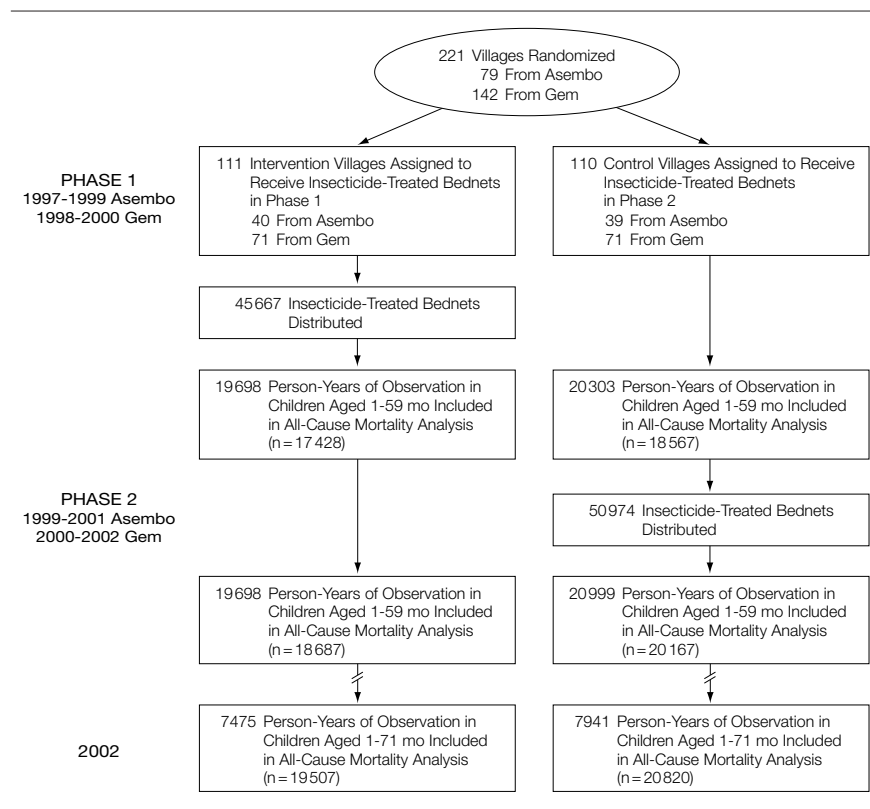 221 Villages Randomized
79 From Asembo
142 From Gem
PHASE 1
1997-1999 Asembo
1998-2000 Gem
111 Intervention Villages Assigned to
Receive Insecticide-Treated Bednets
in Phase 1
40 From Asembo
71 From Gem
110 Control Villages Assigned to Receive
Insecticide-Treated Bednets
in Phase 2
39 From Asembo
71 From Gem
45667 Insecticide-Treated Bednets
Distributed
19698 Person-Years of Observation in
Children Aged 1-59 mo Included
in All-Cause Mortality Analysis
(n=17428)
20303 Person-Years of Observation in
Children Aged 1-59 mo Included
in All-Cause Mortality Analysis
(n=18567)
PHASE 2
1999-2001 Asembo
2000-2002 Gem
50974 Insecticide-Treated Bednets
Distributed
19698 Person-Years of Observation in
Children Aged 1-59 mo Included
in All-Cause Mortality Analysis
(n=18687)
20999 Person-Years of Observation in
Children Aged 1-59 mo Included
in All-Cause Mortality Analysis
(n=20167)
2002
7475 Person-Years of Observation in
Children Aged 1-71 mo Included
in All-Cause Mortality Analysis
(n=19507)
7941 Person-Years of Observation in
Children Aged 1-71 mo Included
in All-Cause Mortality Analysis
(n=20820)